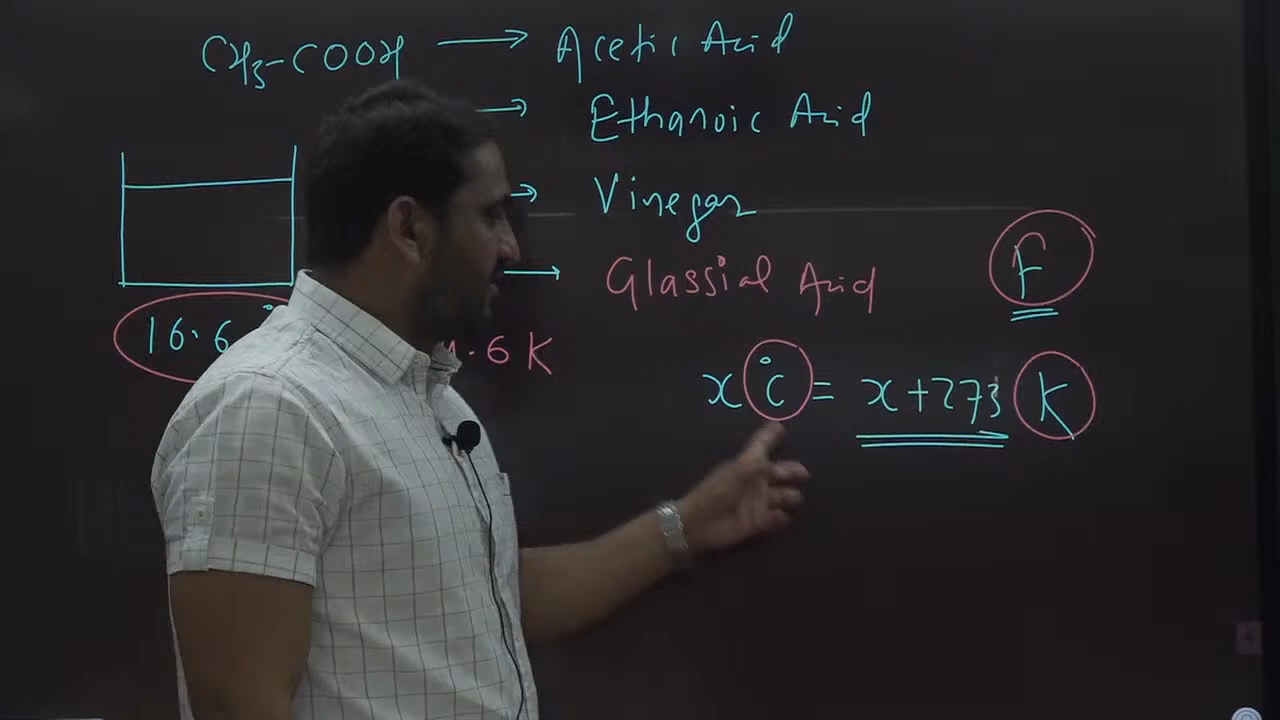 CH3-COOH → Acetic Acid
→ Ethanoic Acid
→ Vinegar
→ Glassial Acid
F
16.6 °
.6 K
x °c = x+273 K